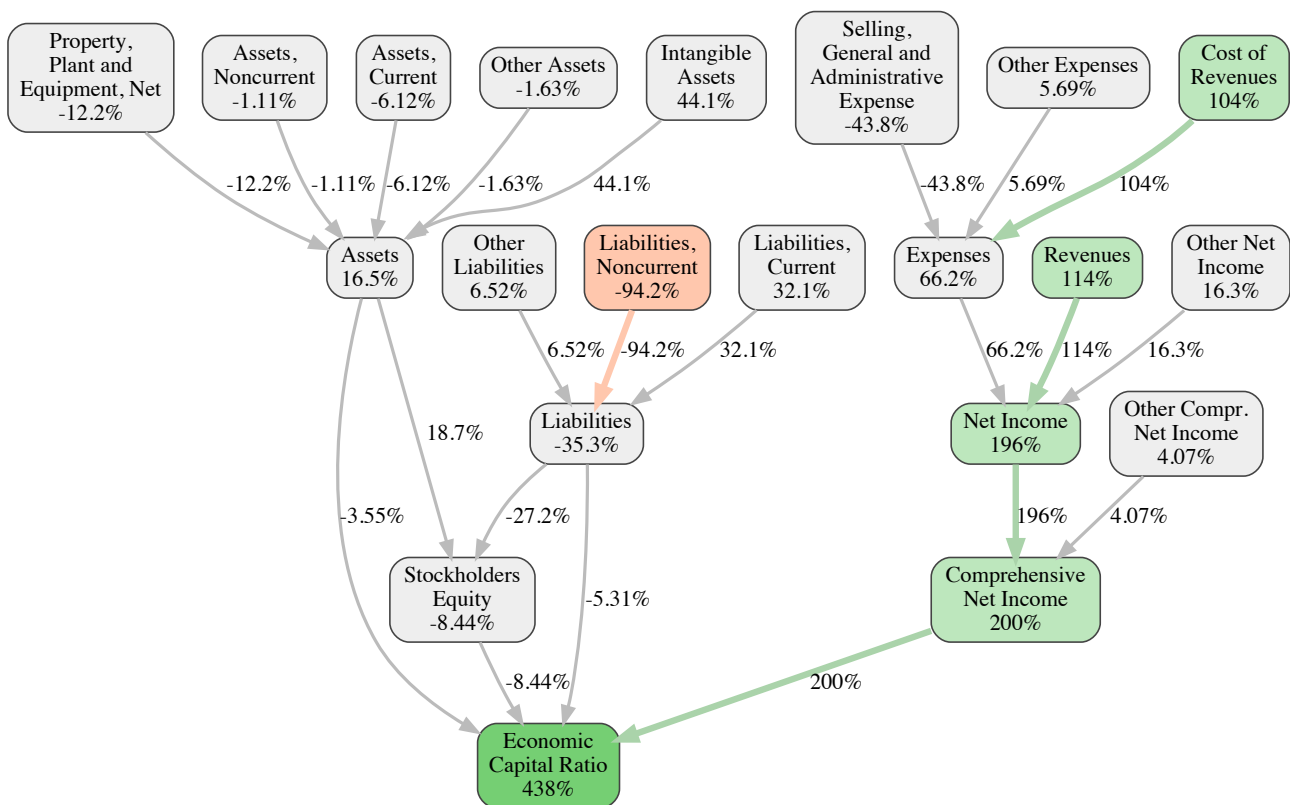 Property,
Plant and
Equipment, Net
-12.2%
Assets,
Noncurrent
-1.11%
Assets,
Current
-6.12%
Other Assets
-1.63%
Intangible
Assets
44.1%
Selling,
General and
Administrative
Expense
-43.8%
Other Expenses
5.69%
Cost of
Revenues
104%
-12.2%
-1.11%
-6.12%
-1.63%
44.1%
-43.8%
5.69%
104%
Assets
16.5%
Other
Liabilities
6.52%
Liabilities,
Noncurrent
-94.2%
Liabilities,
Current
32.1%
Expenses
66.2%
Revenues
114%
Other Net
Income
16.3%
6.52%
-94.2%
32.1%
66.2%
114%
16.3%
18.7%
Liabilities
-35.3%
Net Income
196%
Other Compr.
Net Income
4.07%
-3.55%
-27.2%
196%
4.07%
Stockholders
Equity
-8.44%
-5.31%
Comprehensive
Net Income
200%
-8.44%
200%
Economic
Capital Ratio
438%